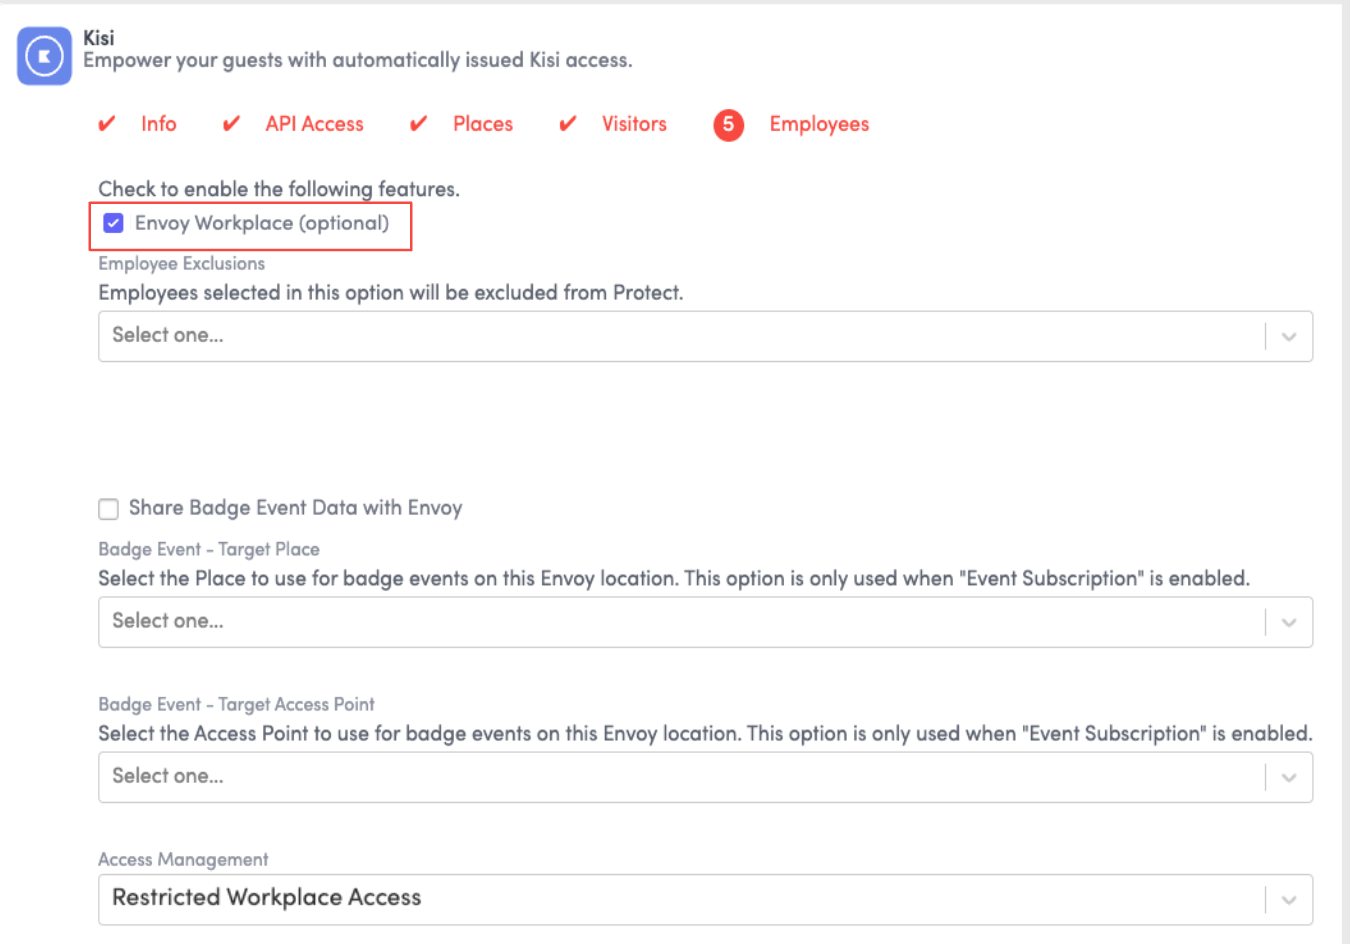 Kisi
Empower your guests with automatically issued Kisi access.
✔ Info ✔ API Access ✔ Places ✔ Visitors 5 Employees
Check to enable the following features.
Envoy Workplace (optional)
Employee Exclusions
Employees selected in this option will be excluded from Protect.
Select one...
Share Badge Event Data with Envoy
Badge Event - Target Place
Select the Place to use for badge events on this Envoy location. This option is only used when "Event Subscription" is enabled.
Select one...
Badge Event - Target Access Point
Select the Access Point to use for badge events on this Envoy location. This option is only used when "Event Subscription" is enabled.
Select one...
Access Management
Restricted Workplace Access